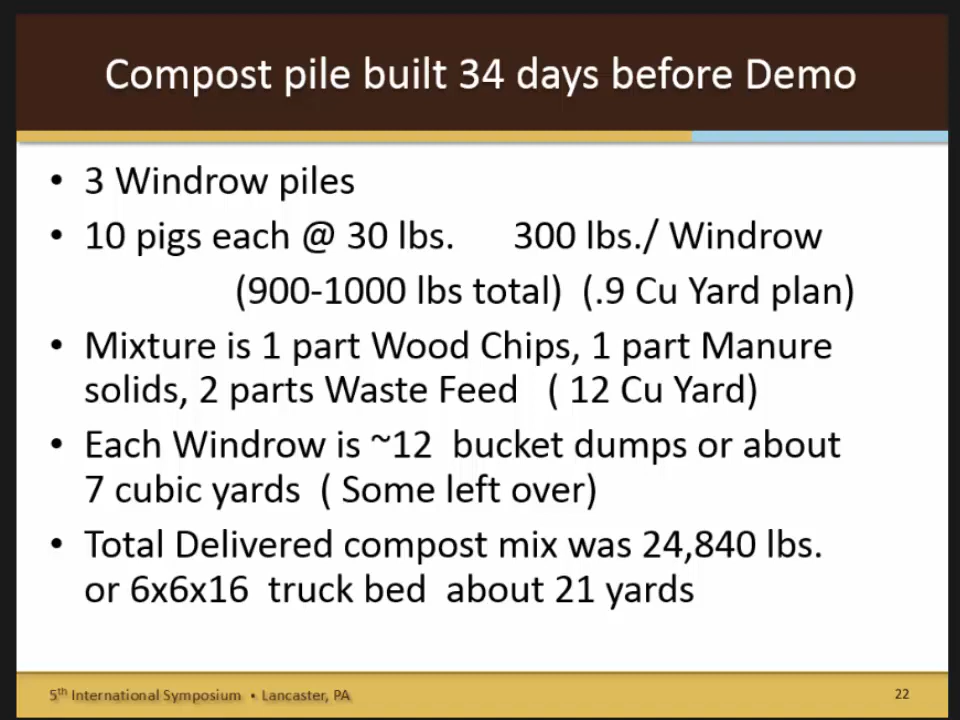 Compost pile built 34 days before Demo
• 3 Windrow piles
• 10 pigs each @ 30 lbs. 300 lbs./ Windrow
(900-1000 lbs total) (.9 Cu Yard plan)
• Mixture is 1 part Wood Chips, 1 part Manure
solids, 2 parts Waste Feed ( 12 Cu Yard)
• Each Windrow is ~12 bucket dumps or about
7 cubic yards ( Some left over)
• Total Delivered compost mix was 24,840 lbs.
or 6x6x16 truck bed about 21 yards
5th International Symposium • Lancaster, PA
22